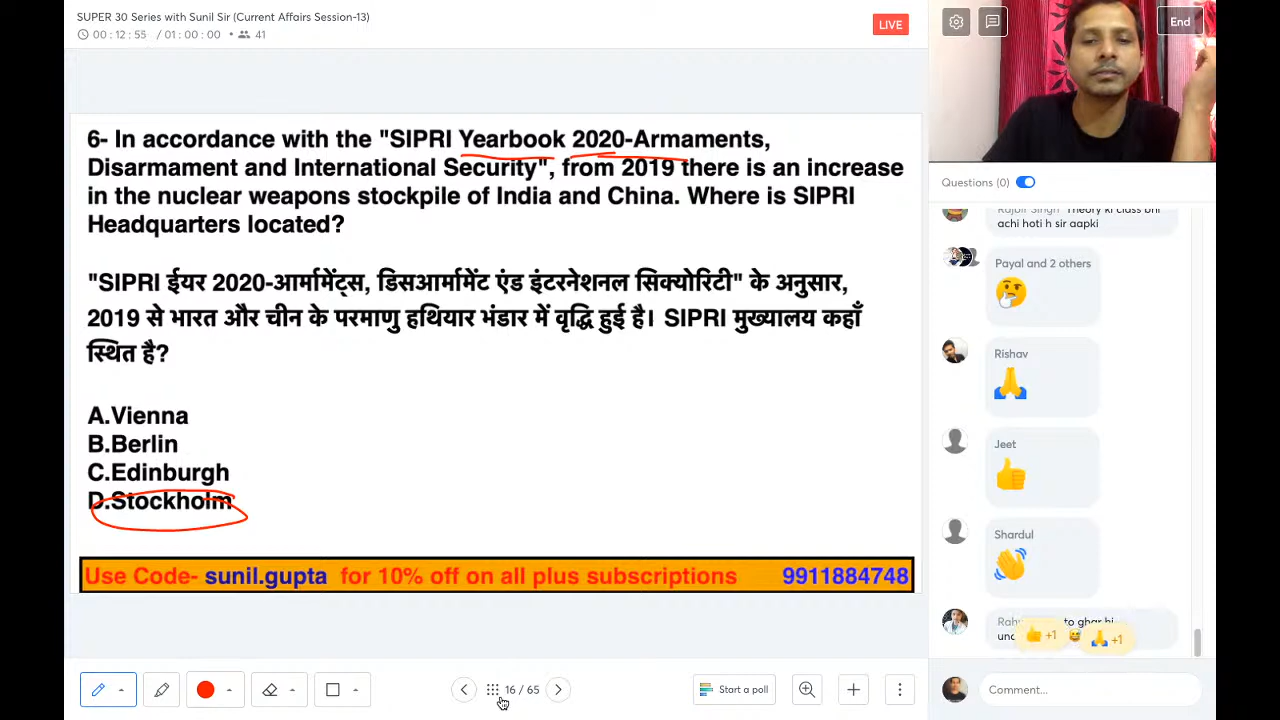 SUPER 30 Series with Sunil Sir (Current Affairs Session-13)
00 : 12 : 55 / 01 : 00 : 00 • 41
LIVE
End
6- In accordance with the "SIPRI Yearbook 2020-Armaments,
Disarmament and International Security", from 2019 there is an increase
in the nuclear weapons stockpile of India and China. Where is SIPRI
Headquarters located?
"SIPRI ईयर 2020-आर्मामेंट्स, डिसआर्मामेंट एंड इंटरनेशनल सिक्योरिटी" के अनुसार,
2019 से भारत और चीन के परमाणु हथियार भंडार में वृद्धि हुई है। SIPRI मुख्यालय कहाँ
स्थित है?
A.Vienna
B.Berlin
C.Edinburgh
D.Stockholm
Use Code- sunil.gupta for 10% off on all plus subscriptions 9911884748
16 / 65
Start a poll
Questions (0)
Rajbir Singh Theory ki class bhi
achi hoti h sir aapki
Payal and 2 others
Rishav
Jeet
Shardul
to ghar hi
+1 +1
Comment...